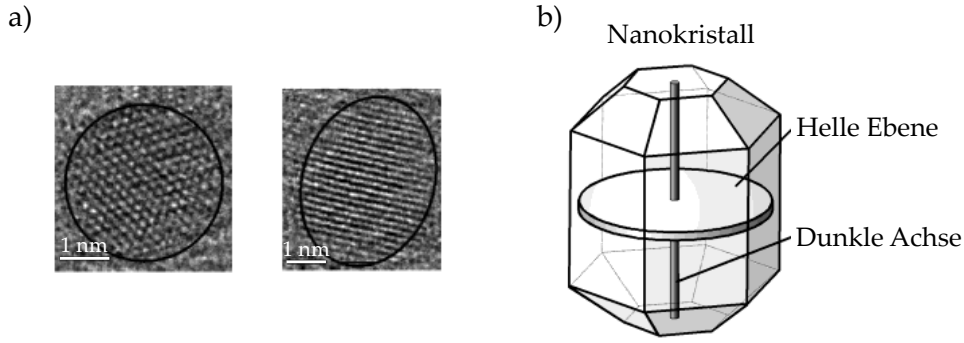 a)
1 nm
1 nm
b)
Nanokristall
Helle Ebene
Dunkle Achse